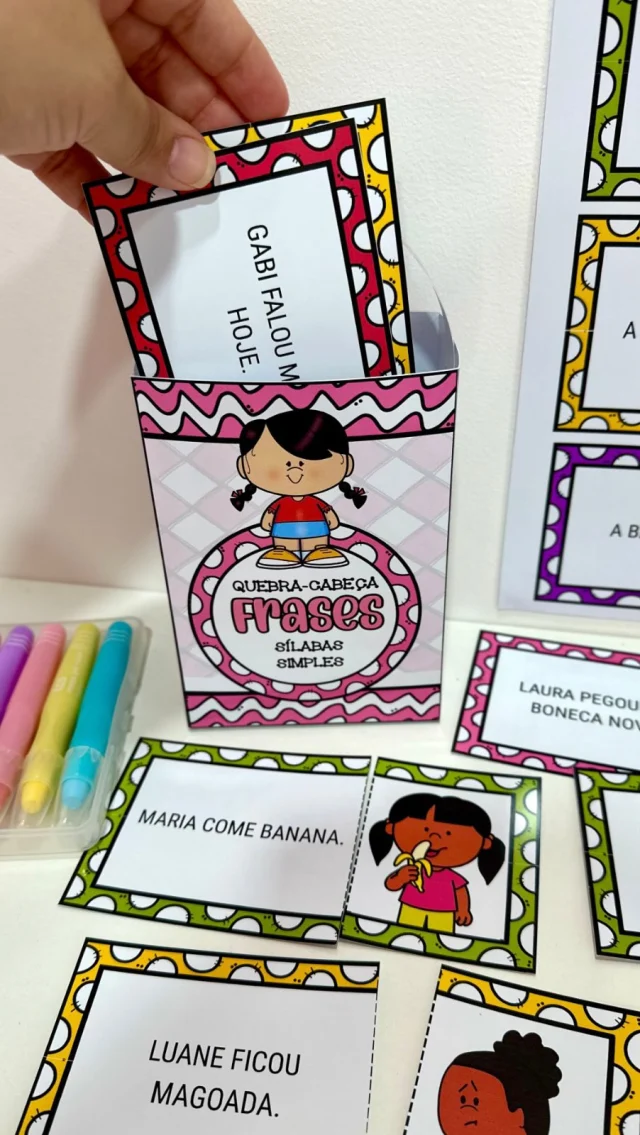 GABI FALOU
HOJE.
QUEBRA-CABEÇA
Frases
SÍLABAS
SIMPLES
A
A
LAURA PEGOU
BONECA
MARIA COME BANANA.
LUANE FICOU
MAGOADA.